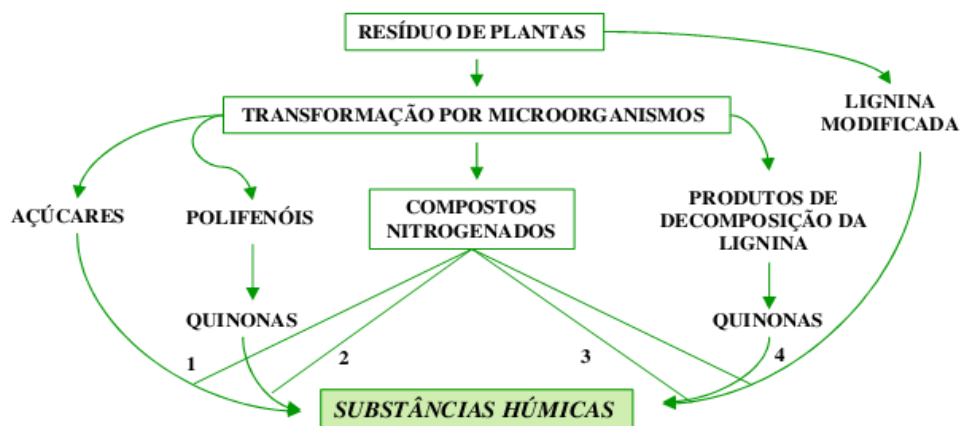 RESÍDUO DE PLANTAS
TRANSFORMAÇÃO POR MICROORGANISMOS
LIGNINA
MODIFICADA
AÇÚCARES
POLIFENÓIS
COMPOSTOS
NITROGENADOS
PRODUTOS DE
DECOMPOSIÇÃO DA
LIGNINA
QUINONAS
QUINONAS
1
2
3
4
SUBSTÂNCIAS HÚMICAS